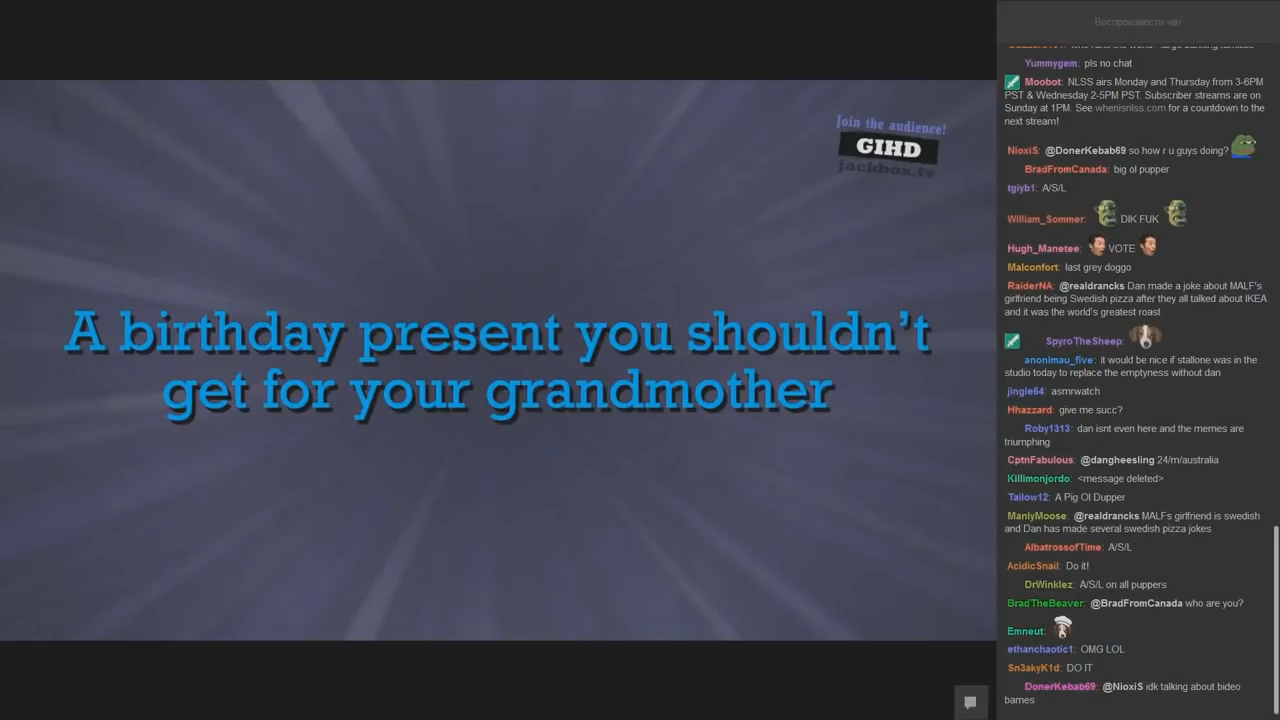 Join the audience!
GIHD
jackbox.tv
A birthday present you shouldn't
get for your grandmother
Воспроизвести чат
Yummygem: pls no chat
Moobot: NLSS airs Monday and Thursday from 3-6PM
PST & Wednesday 2-5PM PST. Subscriber streams are on
Sunday at 1PM. See whenisnlss.com for a countdown to the
next stream!
NioxiS: @DonerKebab69 so how r u guys doing?
BradFromCanada: big ol pupper
tgiyb1: A/S/L
William_Sommer: DIK FUK
Hugh_Manetee: VOTE
Malconfort: last grey doggo
RaiderNA: @realdrancks Dan made a joke about MALF's
girlfriend being Swedish pizza after they all talked about IKEA
and it was the world's greatest roast
SpyroTheSheep:
anonimau_five: it would be nice if stallone was in the
studio today to replace the emptyness without dan
jingle64: asmrwatch
Hhazzard: give me succ?
Roby1313: dan isnt even here and the memes are
triumphing
CptnFabulous: @dangheesling 24/m/australia
Killimonjordo: <message deleted>
Tailow12: A Pig Ol Dupper
ManlyMoose: @realdrancks MALFs girlfriend is swedish
and Dan has made several swedish pizza jokes
AlbatrossofTime: A/S/L
AcidicSnail: Do it!
DrWinklez: A/S/L on all puppers
BradTheBeaver: @BradFromCanada who are you?
Emneut:
ethanchaotic1: OMG LOL
Sn3akyK1d: DO IT
DonerKebab69: @NioxiS idk talking about bideo
bames